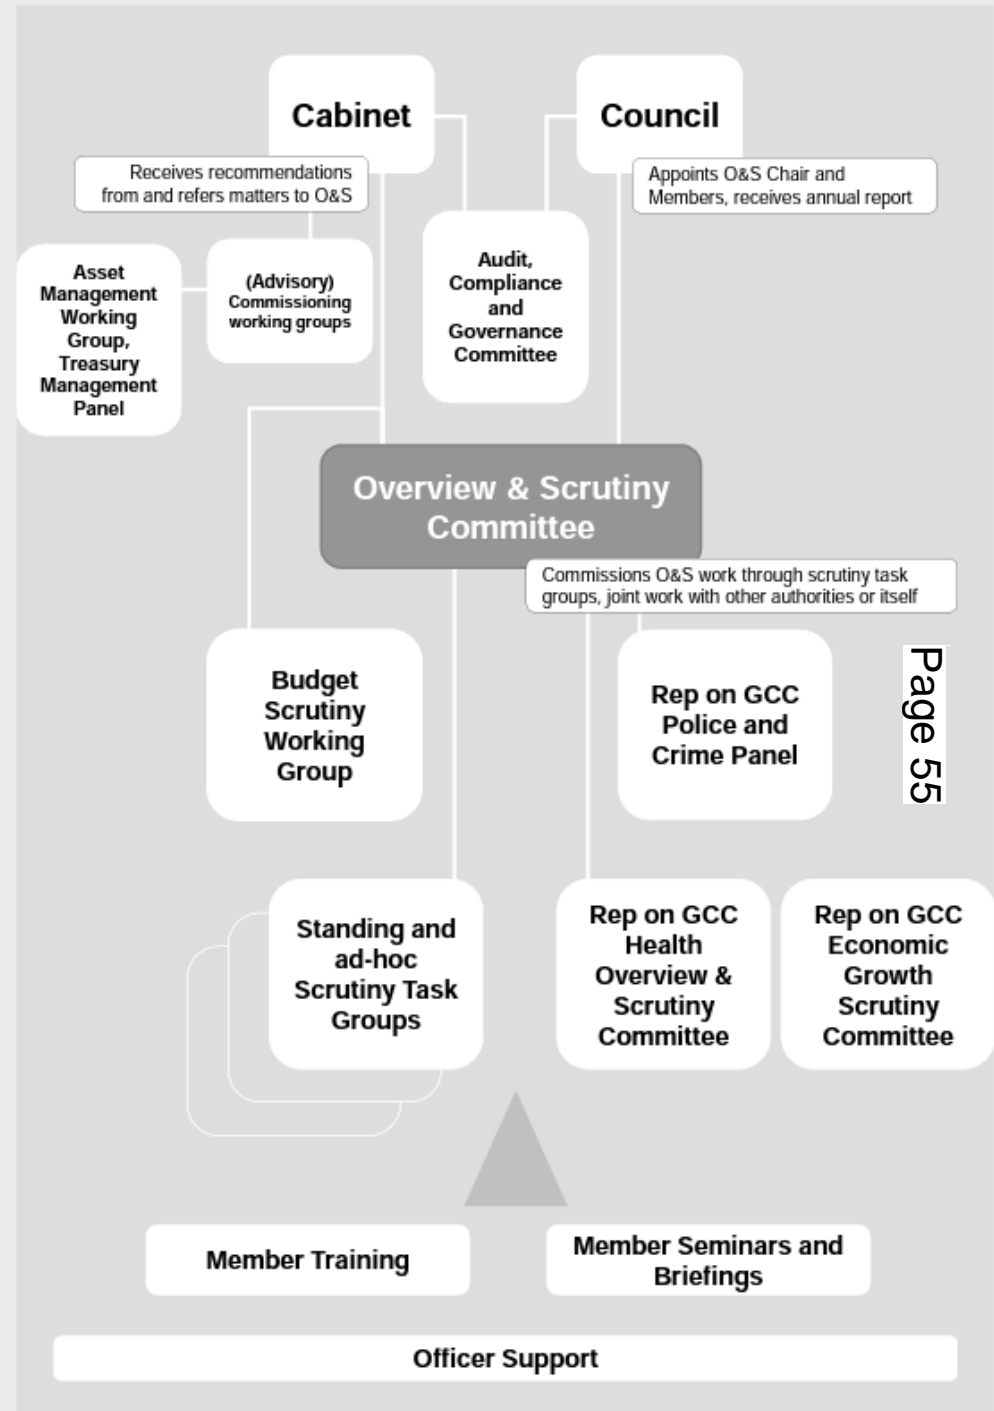 Cabinet
Council
Receives recommendations
from and refers matters to O&S
Appoints O&S Chair and
Members, receives annual report
Asset
Management
Working
Group,
Treasury
Management
Panel
(Advisory)
Commissioning
working groups
Audit,
Compliance
and
Governance
Committee
Overview & Scrutiny
Committee
Commissions O&S work through scrutiny task
groups, joint work with other authorities or itself
Budget
Scrutiny
Working
Group
Rep on GCC
Police and
Crime Panel
Page 55
Standing and
ad-hoc
Scrutiny Task
Groups
Rep on GCC
Health
Overview &
Scrutiny
Committee
Rep on GCC
Economic
Growth
Scrutiny
Committee
Member Training
Member Seminars and
Briefings
Officer Support